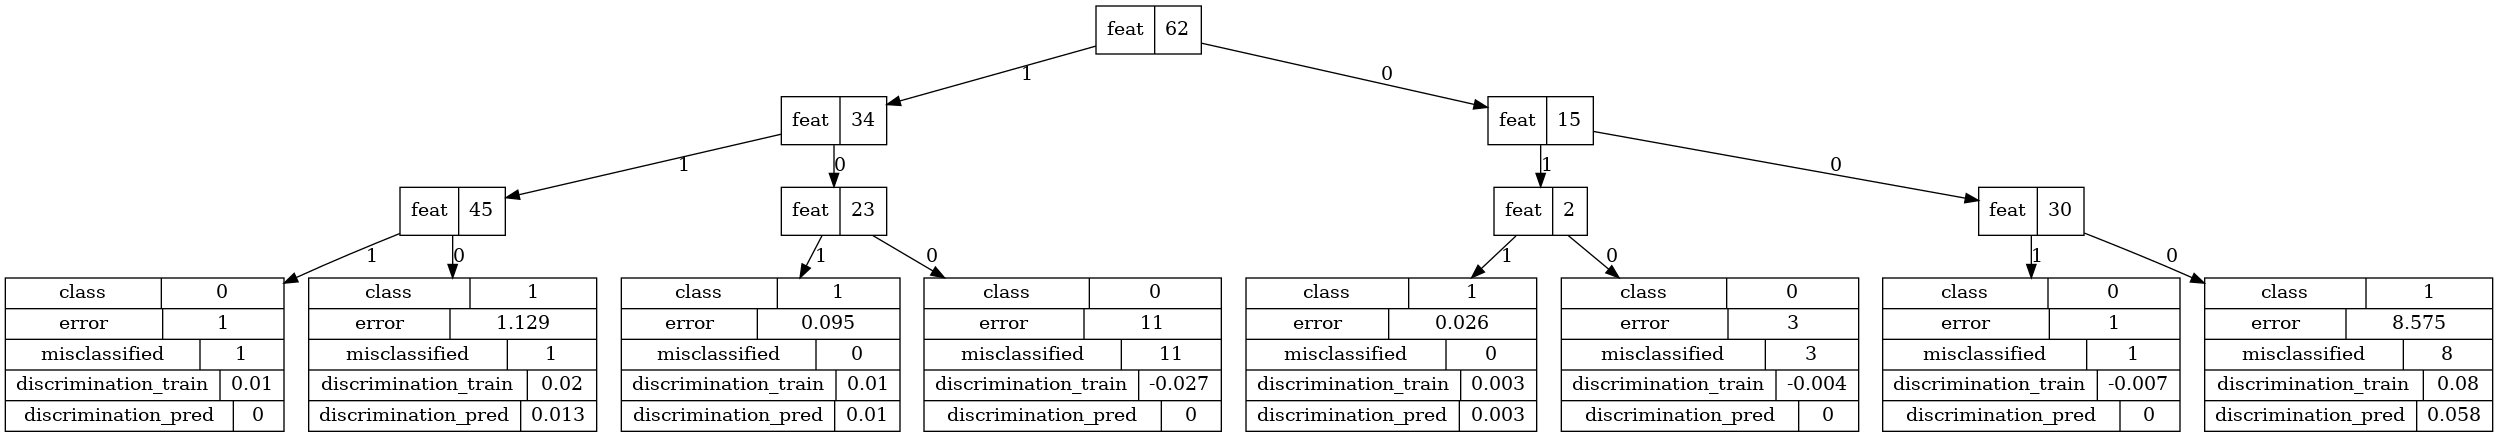 feat 62
1 0
feat 34 feat 15
1 0 1 0
feat 45 feat 23 feat 2 feat 30
1 0 1 0 1 0 1 0
class 0 class 1 class 1 class 0 class 1 class 0 class 0 class 1
error 1 error 1.129 error 0.095 error 11 error 0.026 error 3 error 1 error 8.575
misclassified 1 misclassified 1 misclassified 0 misclassified 11 misclassified 0 misclassified 3 misclassified 1 misclassified 8
discrimination_train 0.01 discrimination_train 0.02 discrimination_train 0.01 discrimination_train -0.027 discrimination_train 0.003 discrimination_train -0.004 discrimination_train -0.007 discrimination_train 0.08
discrimination_pred 0 discrimination_pred 0.013 discrimination_pred 0.01 discrimination_pred 0 discrimination_pred 0.003 discrimination_pred 0 discrimination_pred 0 discrimination_pred 0.058